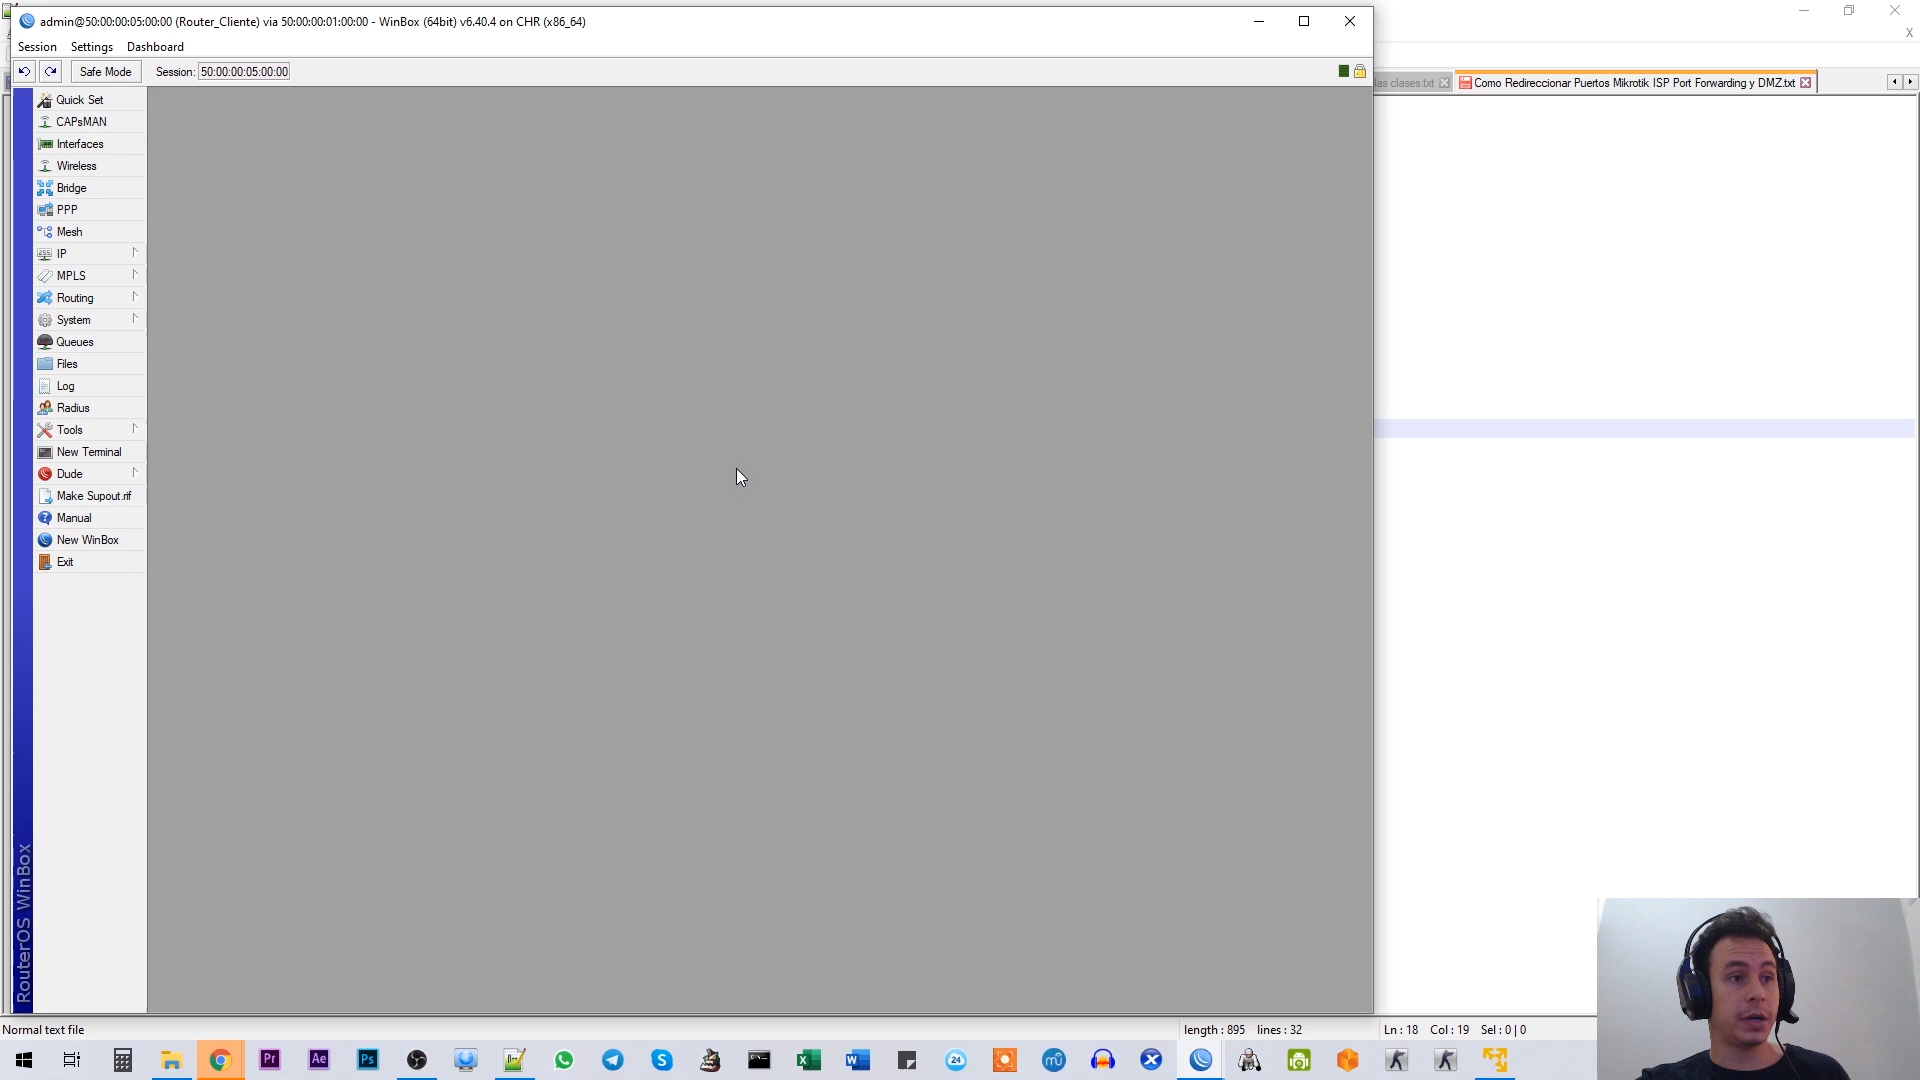 admin@50:00:00:05:00:00 (Router_Cliente) via 50:00:00:01:00:00 - WinBox (64bit) v6.40.4 on CHR (x86_64)
Session Settings Dashboard
Safe Mode Session: 50:00:00:05:00:00
las clases.txt
Como Redireccionar Puertos Mikrotik ISP Port Forwarding y DMZ.txt
Quick Set
CAPsMAN
Interfaces
Wireless
Bridge
PPP
Mesh
IP
MPLS
Routing
System
Queues
Files
Log
Radius
Tools
New Terminal
Dude
Make Supout.rif
Manual
New WinBox
Exit
RouterOS WinBox
Normal text file
length : 895 lines : 32
Ln : 18 Col : 19 Sel : 0 | 0